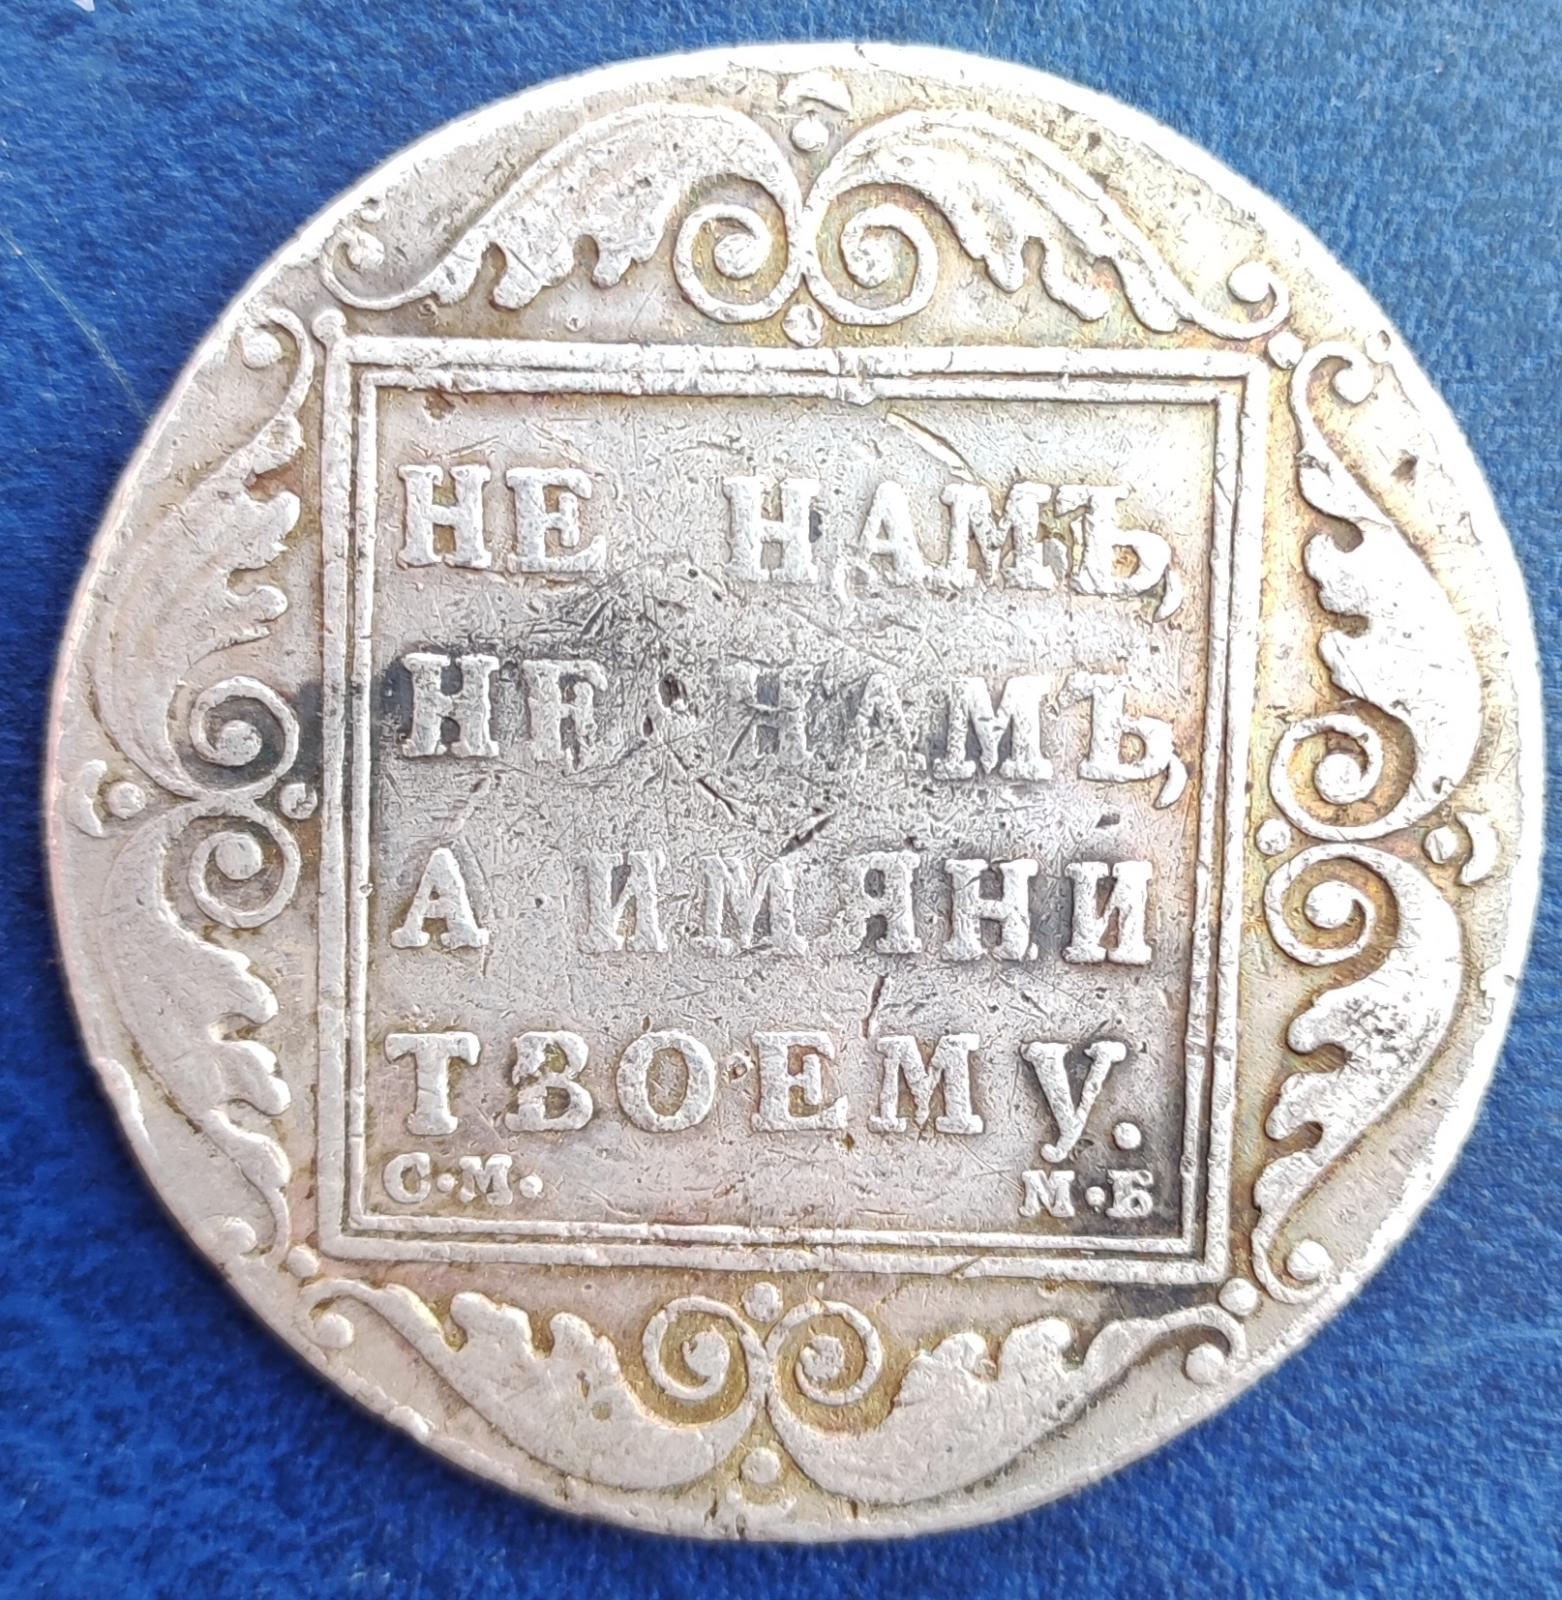 НЕ НАМЪ,
НЕ НАМЪ,
А ИМЯНИ
ТВОЕМУ.
С.М. М.Б